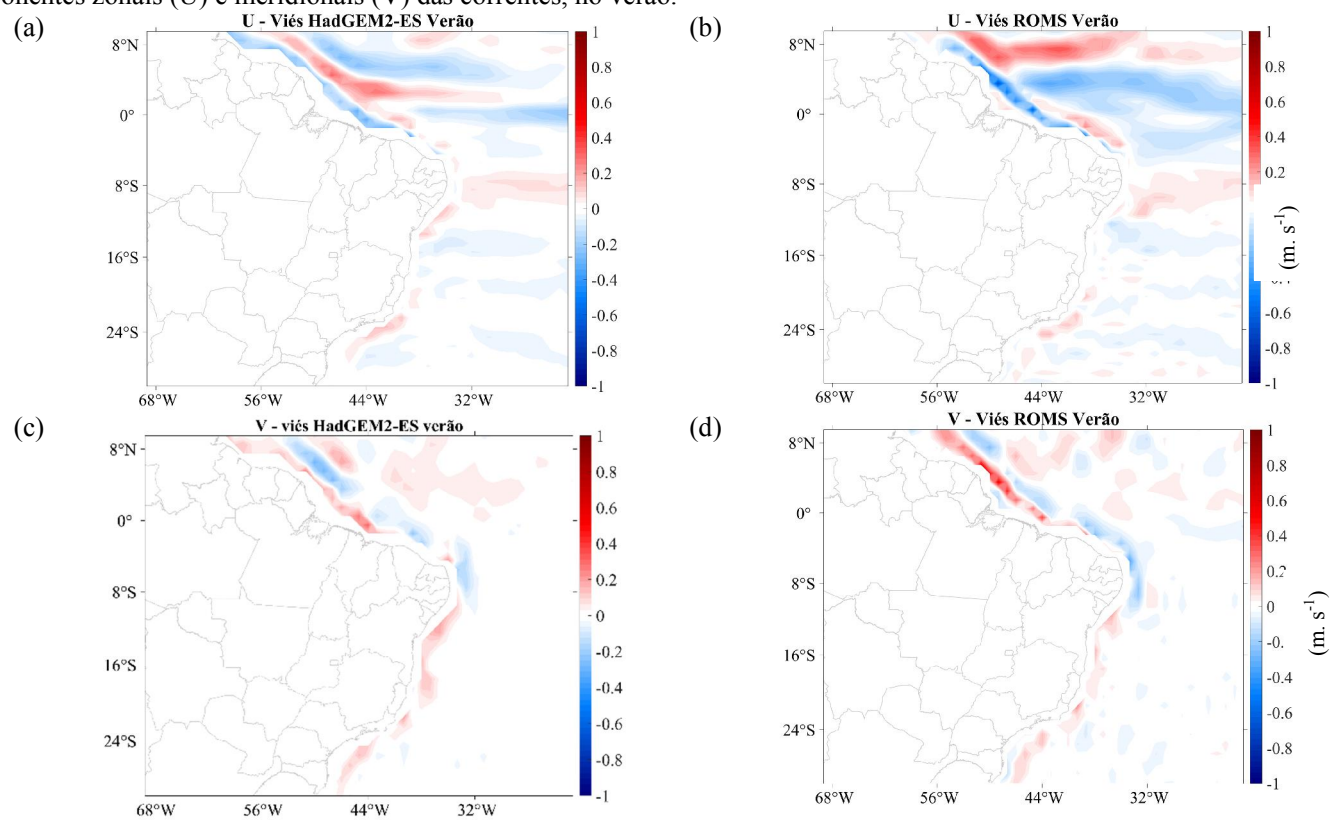 onentes zonais (U) e meridionais (V) das correntes, no verão.
(a)
U - Viés HadGEM2-ES Verão
8°N
0°
8°S
16°S
24°S
68°W 56°W 44°W 32°W
1
0.8
0.6
0.4
0.2
0
-0.2
-0.4
-0.6
-0.8
-1
(b)
U - Viés ROMS Verão
8°N
0°
8°S
16°S
24°S
68°W 56°W 44°W 32°W
1
0.8
0.6
0.4
0.2
0
-0.6
-0.8
-1
(m. s⁻¹)
(c)
V - viés HadGEM2-ES verão
8°N
0°
8°S
16°S
24°S
68°W 56°W 44°W 32°W
1
0.8
0.6
0.4
0.2
0
-0.2
-0.4
-0.6
-0.8
-1
(d)
V - Viés ROMS Verão
8°N
0°
8°S
16°S
24°S
68°W 56°W 44°W 32°W
1
0.8
0.6
0.4
0.2
0
-0.2
-0.4
-0.6
-0.8
-1
(m. s⁻¹)